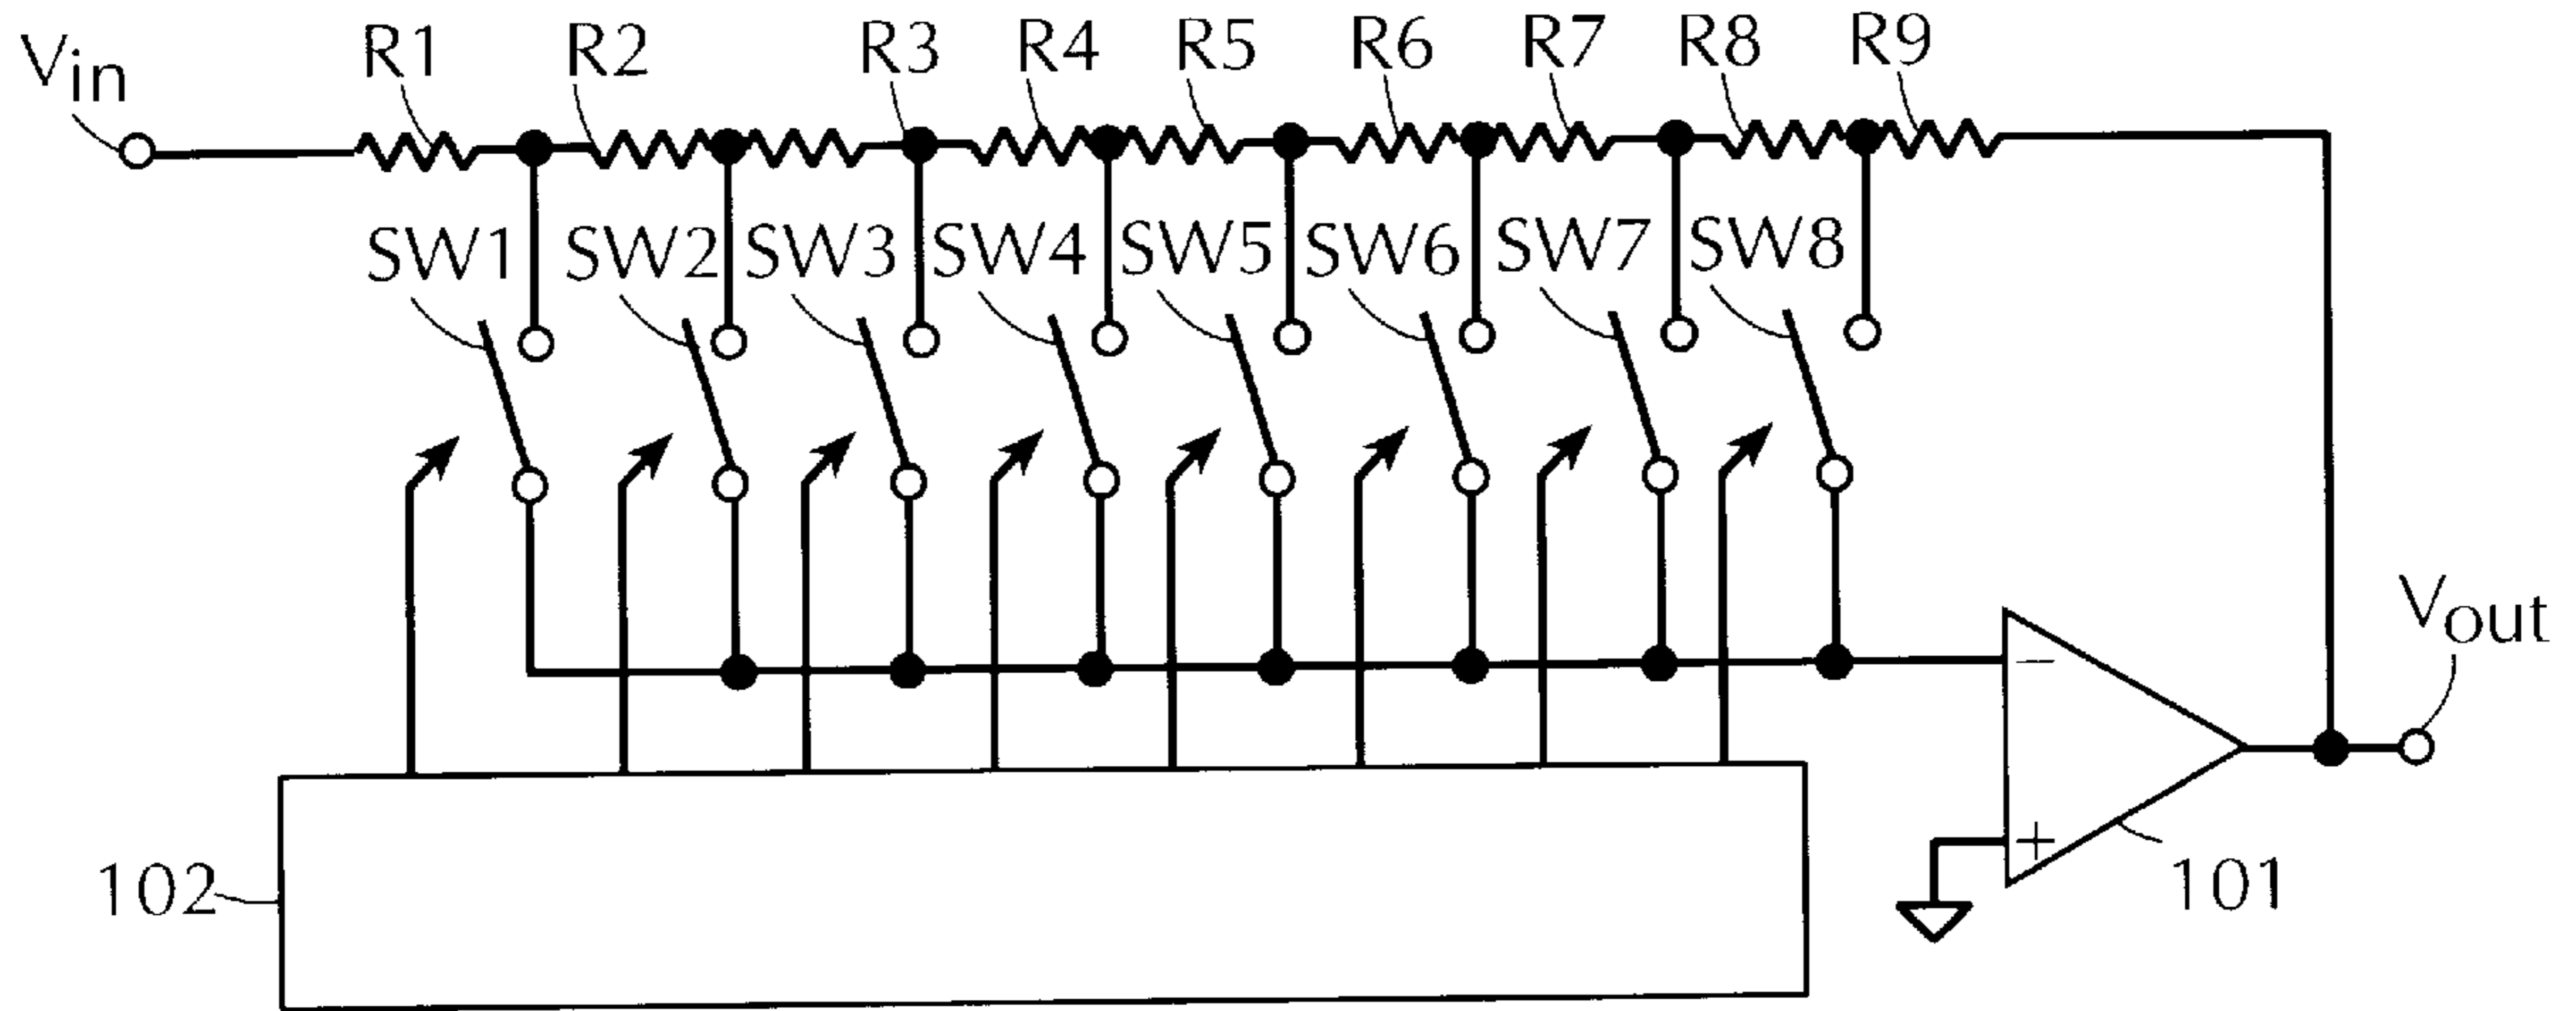 Vin
R1 R2 R3 R4 R5 R6 R7 R8 R9
SW1 SW2 SW3 SW4 SW5 SW6 SW7 SW8
Vout
−
+
101
102